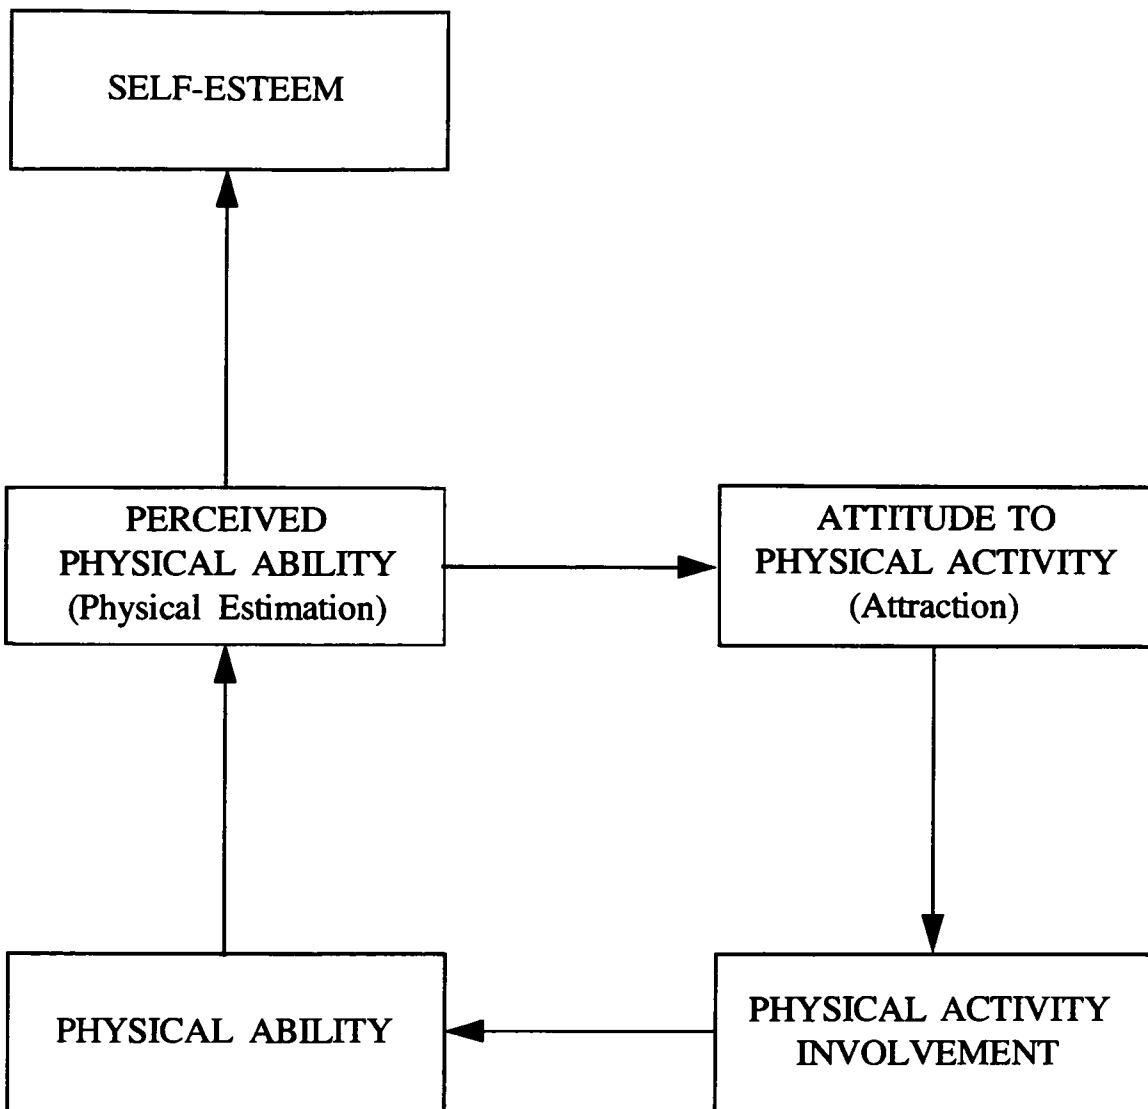 SELF-ESTEEM
PERCEIVED
PHYSICAL ABILITY
(Physical Estimation)
ATTITUDE TO
PHYSICAL ACTIVITY
(Attraction)
PHYSICAL ABILITY
PHYSICAL ACTIVITY
INVOLVEMENT